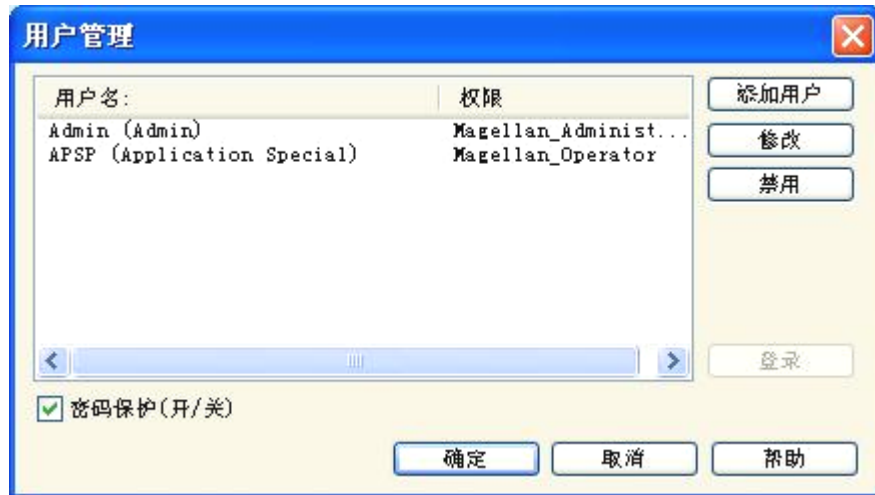 用户管理
用户名: 权限 添加用户
Admin (Admin) Magellan_Administ... 修改
APSP (Application Special) Magellan_Operator
禁用
登录
密码保护(开/关)
确定 取消 帮助